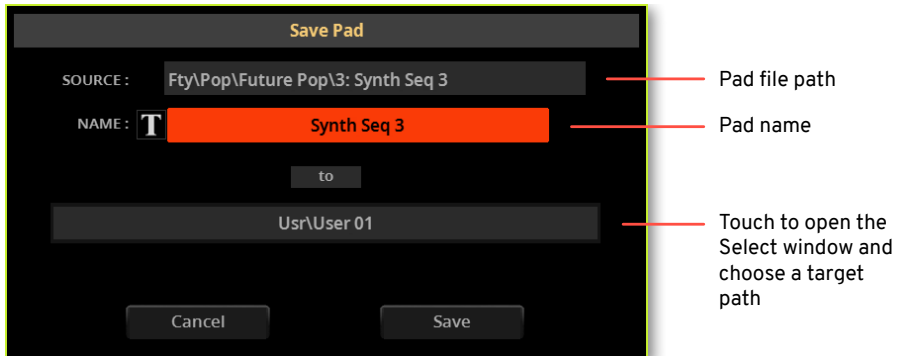 Save Pad
SOURCE : Fty\Pop\Future Pop\3: Synth Seq 3
Pad file path
NAME : T Synth Seq 3
Pad name
to
Usr\User 01
Touch to open the
Select window and
choose a target
path
Cancel Save